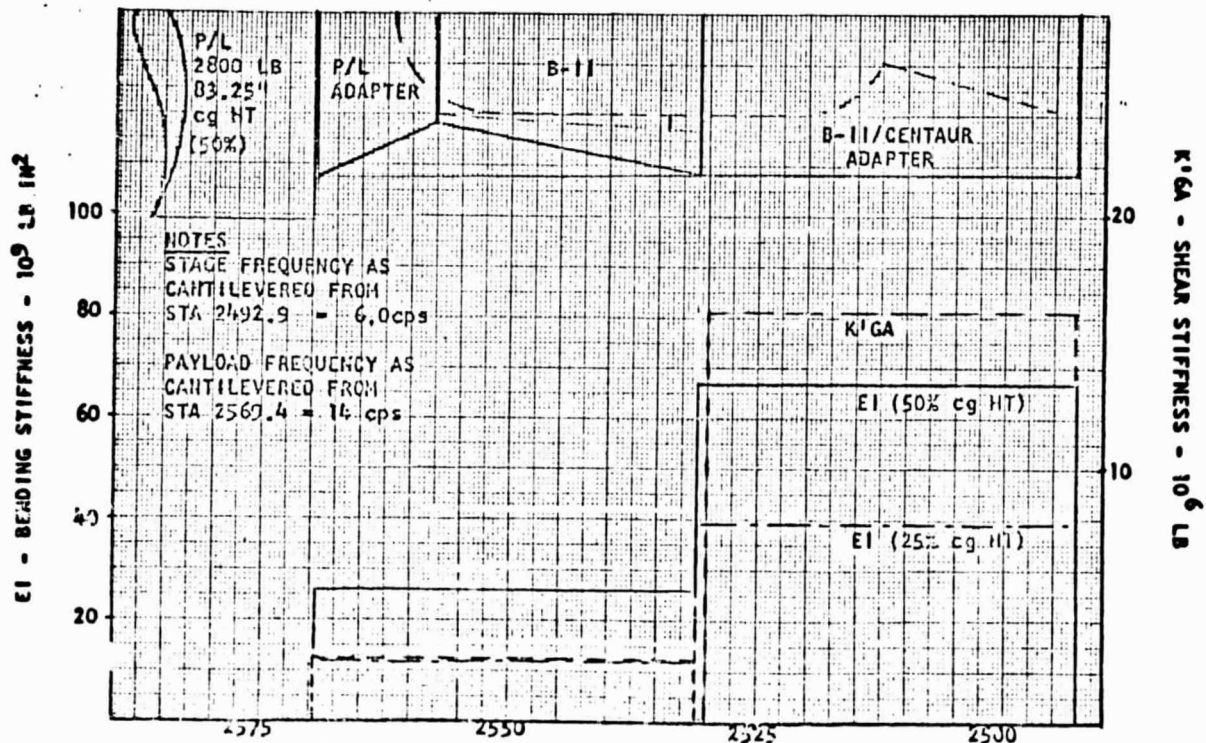 P/L
2800 LB
83.25"
cg HT
(50%)
P/L
ADAPTER
B-II
B-II/CENTAUR
ADAPTER
NOTES
STAGE FREQUENCY AS
CANTILEVERED FROM
STA 2492.9 = 6.0cps
PAYLOAD FREQUENCY AS
CANTILEVERED FROM
STA 2569.4 = 14 cps
K'GA
EI (50% cg HT)
EI (25% cg HT)
EI - BENDING STIFFNESS - 10⁹ LB IN²
100
80
60
40
20
K'GA - SHEAR STIFFNESS - 10⁶ LB
20
10
2575
2550
2525
2500